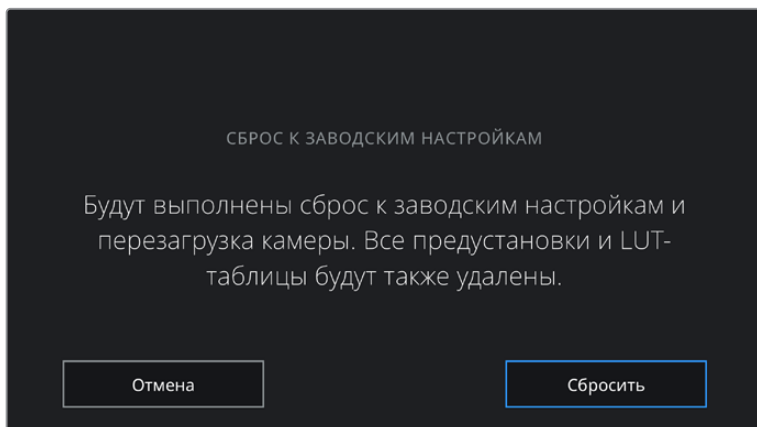 СБРОС К ЗАВОДСКИМ НАСТРОЙКАМ
Будут выполнены сброс к заводским настройкам и
перезагрузка камеры. Все предустановки и LUT-
таблицы будут также удалены.
Отмена
Сбросить